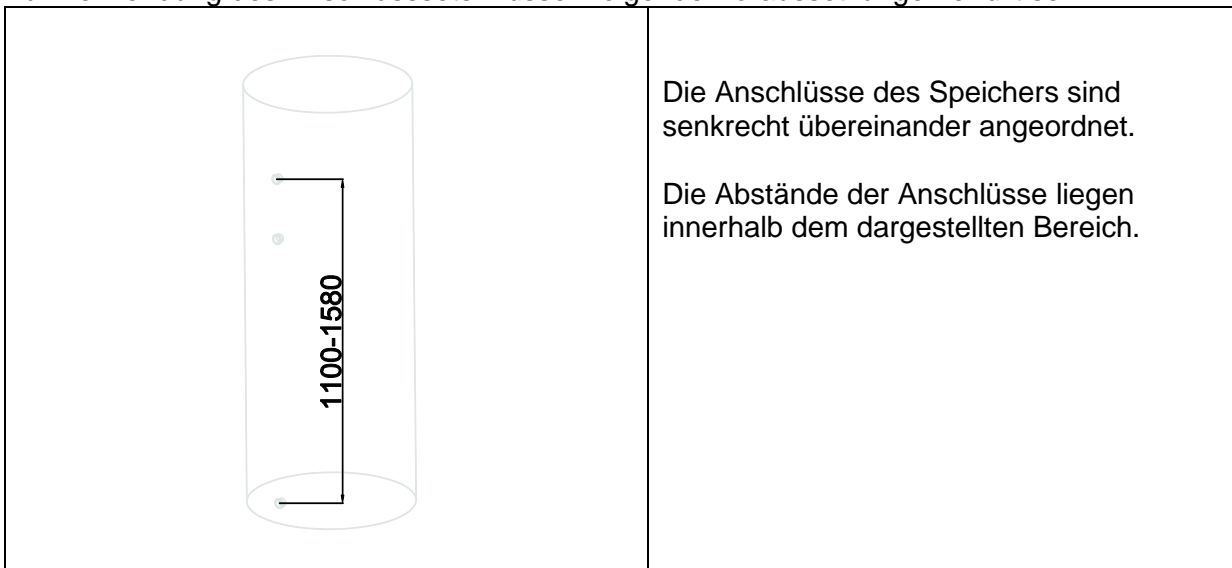 Die Anschlüsse des Speichers sind
senkrecht übereinander angeordnet.
Die Abstände der Anschlüsse liegen
innerhalb dem dargestellten Bereich.
1100-1580